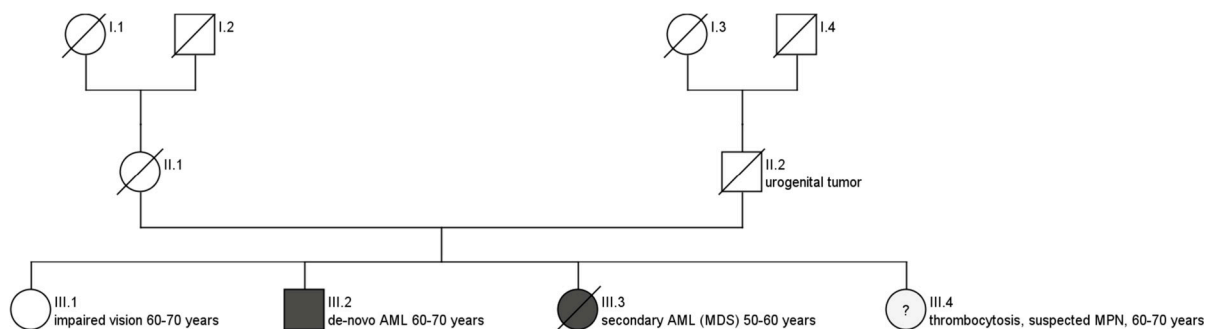 I.1
I.2
I.3
I.4
II.1
II.2
urogenital tumor
III.1
impaired vision 60-70 years
III.2
de-novo AML 60-70 years
III.3
secondary AML (MDS) 50-60 years
?
III.4
thrombocytosis, suspected MPN, 60-70 years